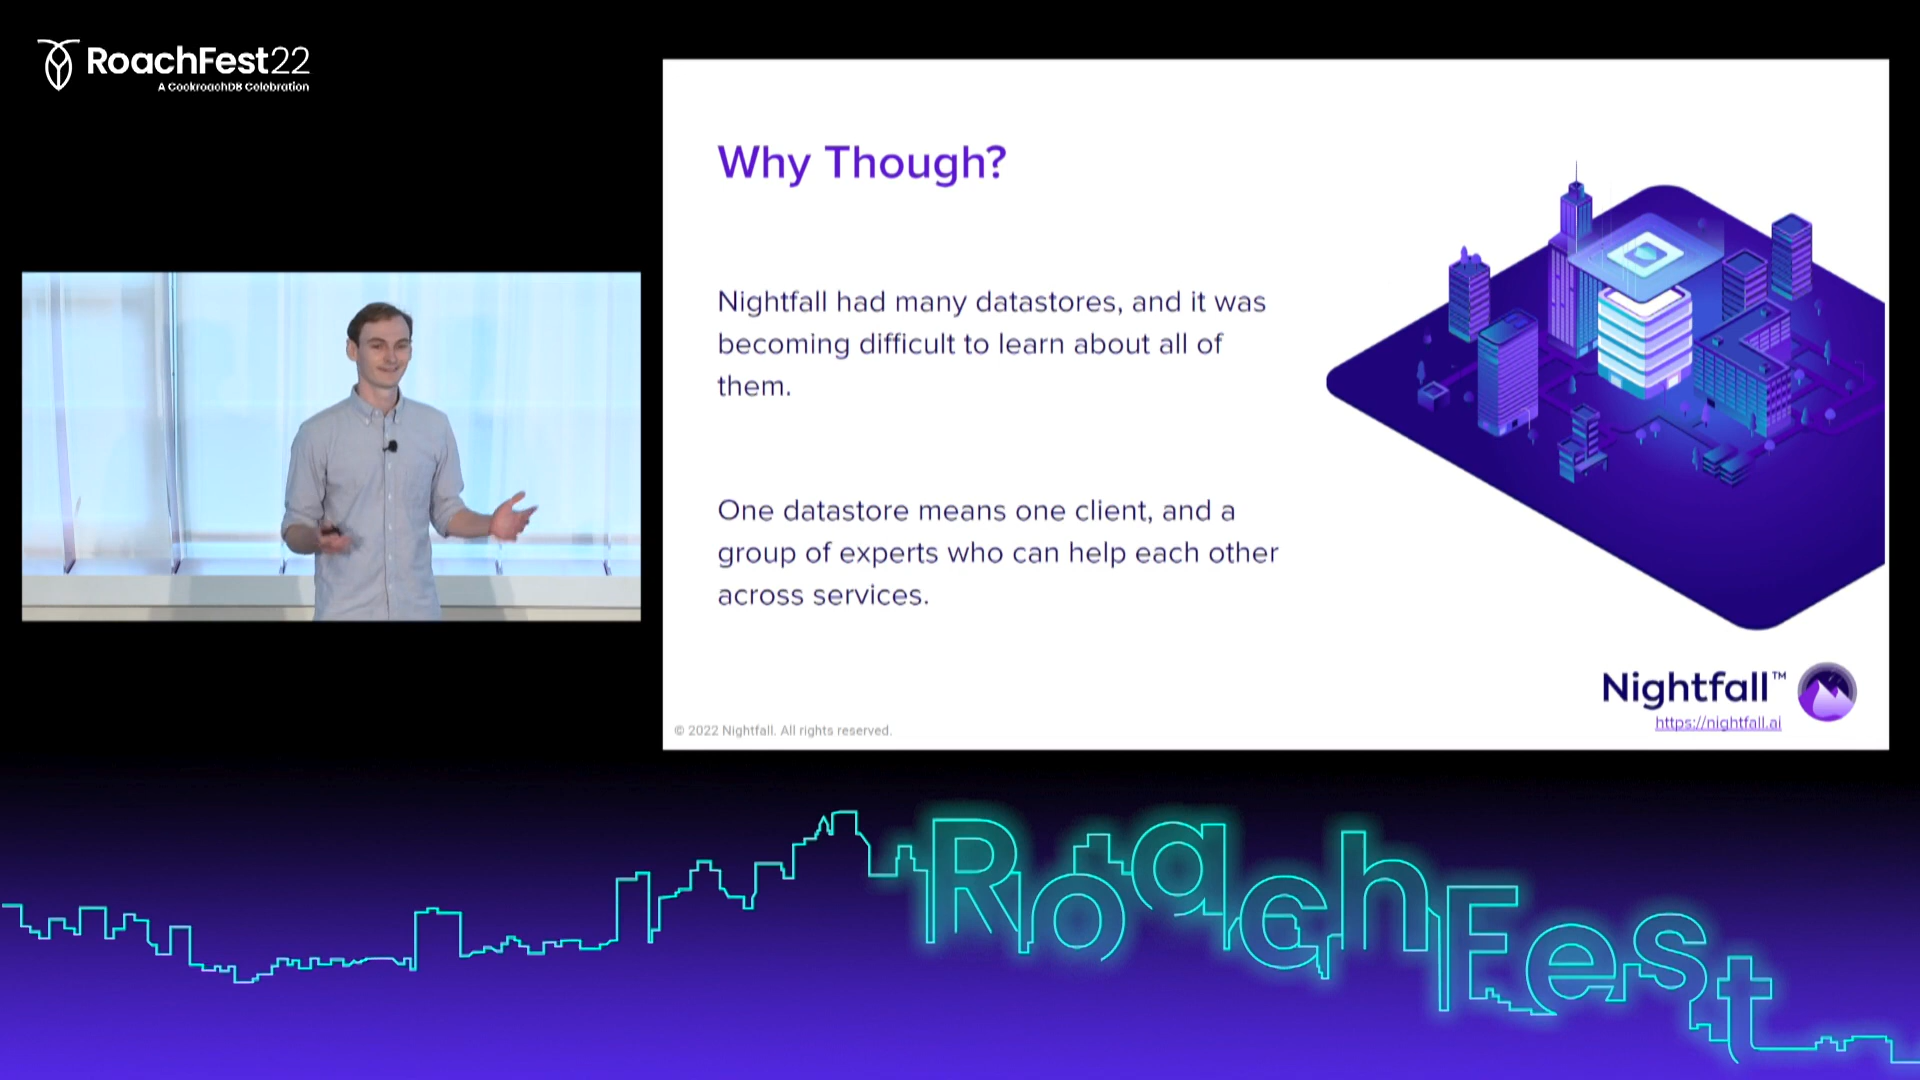 RoachFest22
A CockroachDB Celebration
Why Though?
Nightfall had many datastores, and it was
becoming difficult to learn about all of
them.
One datastore means one client, and a
group of experts who can help each other
across services.
Nightfall™
https://nightfall.ai
© 2022 Nightfall. All rights reserved.
RoachFest